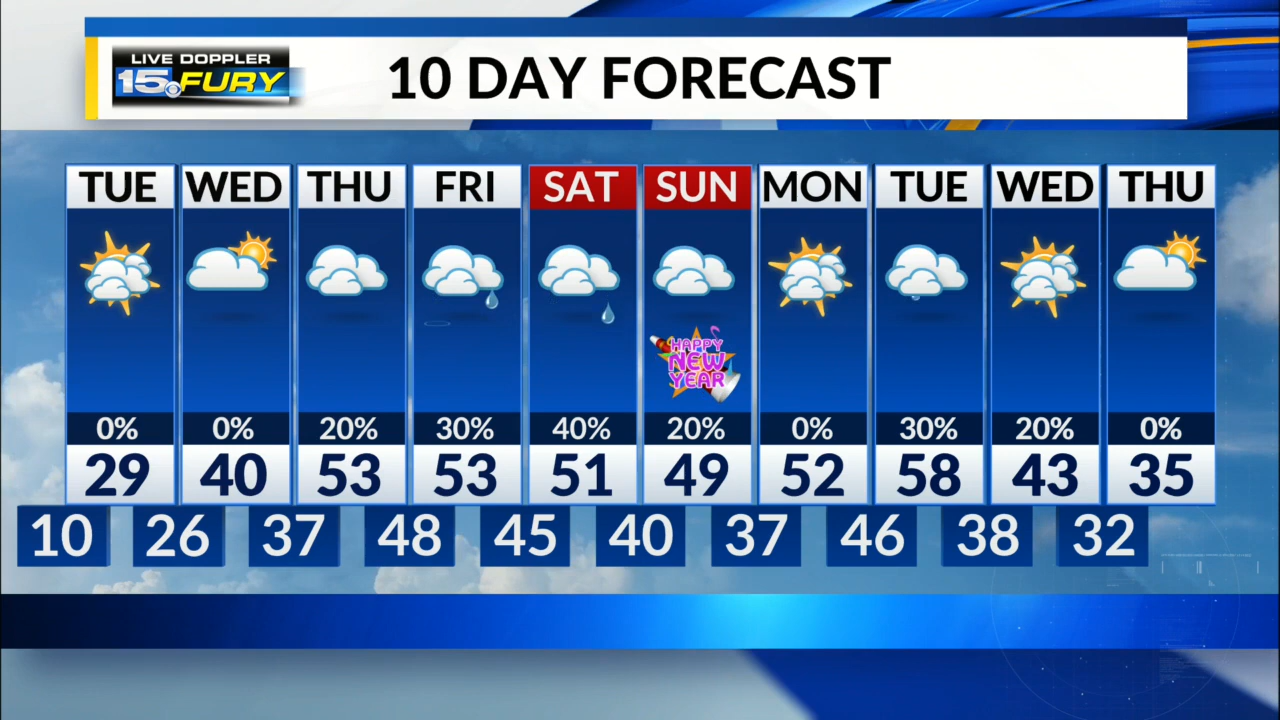 LIVE DOPPLER
15 FURY
10 DAY FORECAST
TUE WED THU FRI SAT SUN MON TUE WED THU
HAPPY
NEW
YEAR
0% 0% 20% 30% 40% 20% 0% 30% 20% 0%
29 40 53 53 51 49 52 58 43 35
10 26 37 48 45 40 37 46 38 32